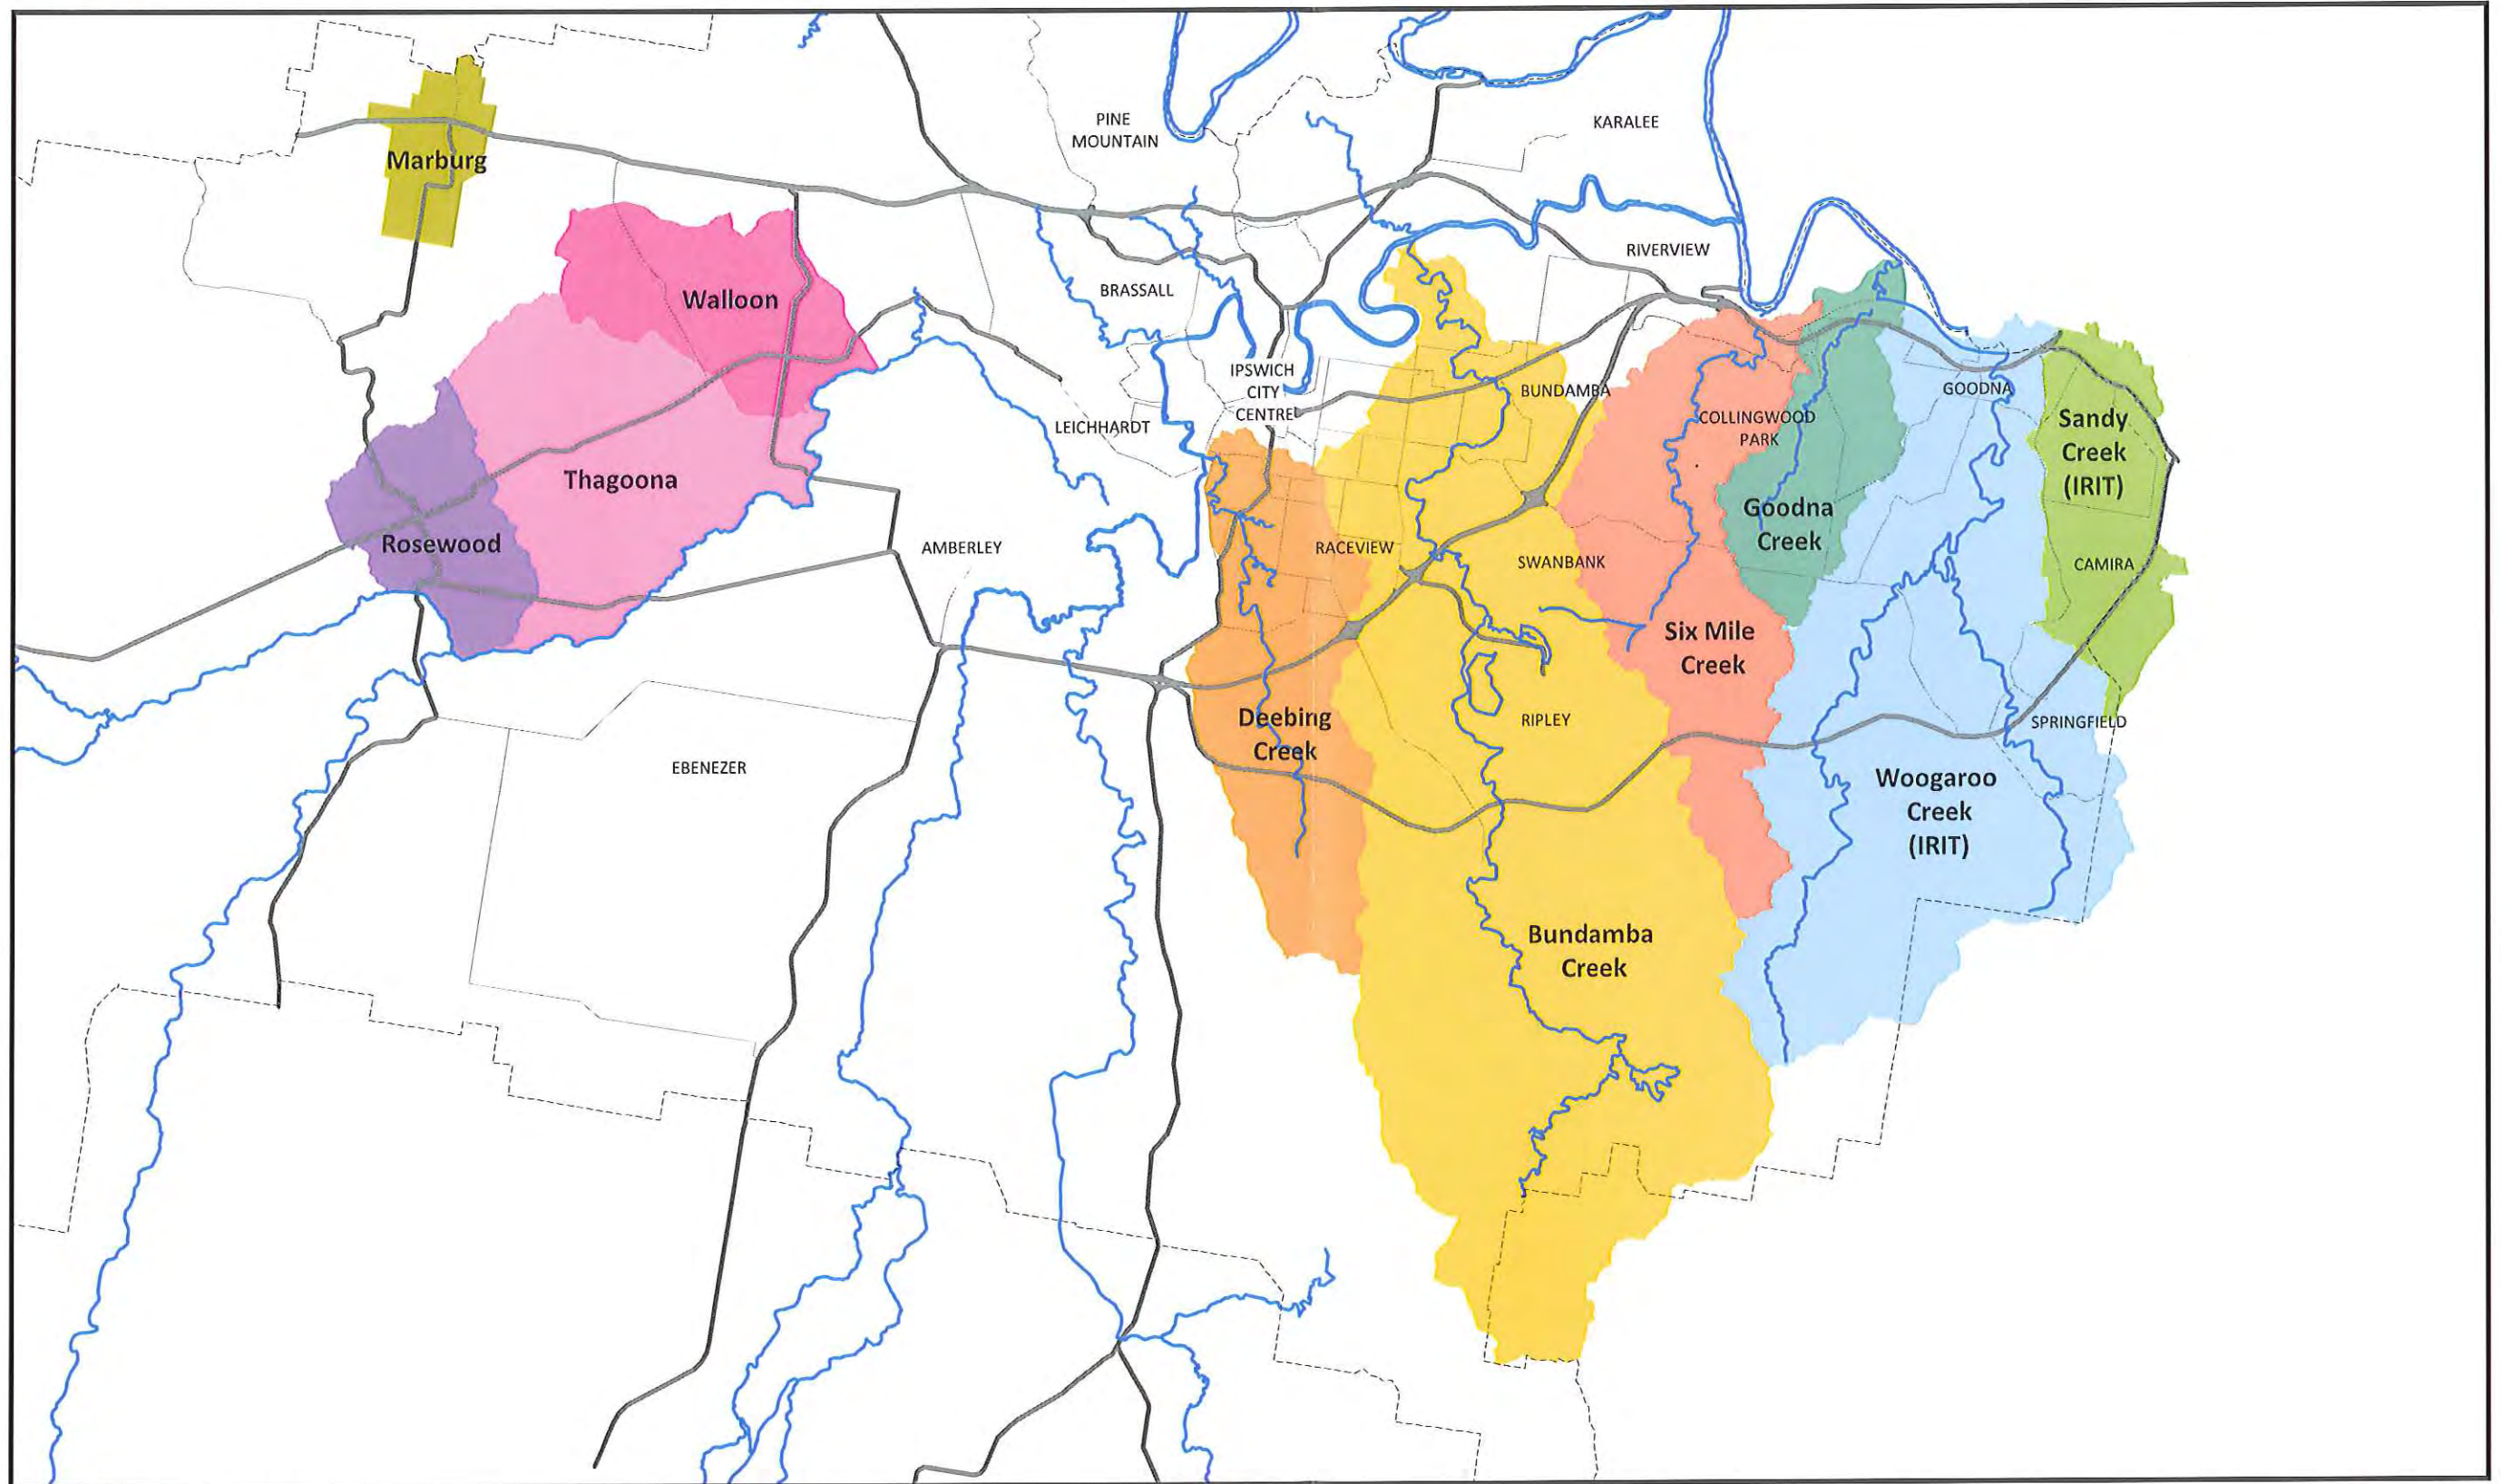 PINE
MOUNTAIN
KARALEE
Marburg
RIVERVIEW
BRASSALL
Walloon
IPSWICH
CITY
CENTRE
BUNDAMBA
GOODNA
COLLINGWOOD
PARK
LEICHHARDT
Sandy
Creek
(IRIT)
Thagoona
Goodna
Creek
Rosewood
AMBERLEY
RACEVIEW
SWANBANK
CAMIRA
Six Mile
Creek
Deebing
Creek
RIPLEY
SPRINGFIELD
EBENEZER
Woogaroo
Creek
(IRIT)
Bundamba
Creek